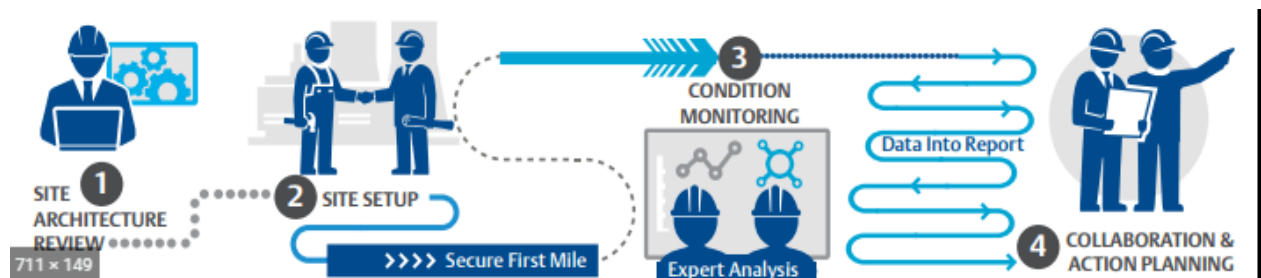 1
SITE
ARCHITECTURE
REVIEW
711 × 149
2 SITE SETUP
>>>> Secure First Mile
3
CONDITION
MONITORING
Expert Analysis
Data Into Report
4 COLLABORATION &
ACTION PLANNING